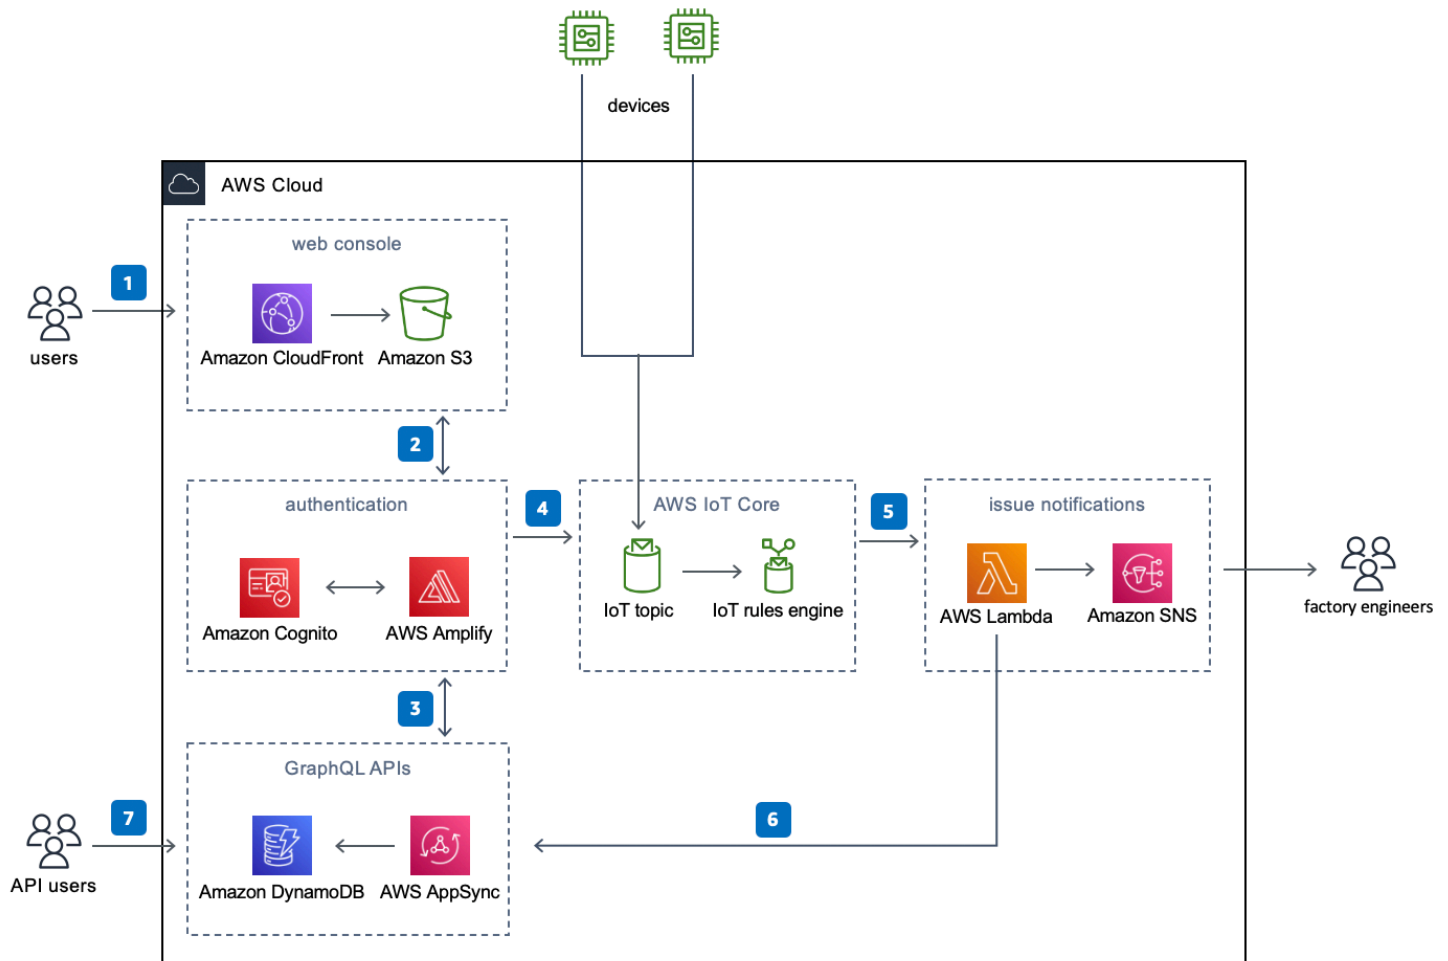 devices
AWS Cloud
web console
1
users
Amazon CloudFront
Amazon S3
2
authentication
4
AWS IoT Core
5
issue notifications
Amazon Cognito
AWS Amplify
IoT topic
IoT rules engine
AWS Lambda
Amazon SNS
factory engineers
3
GraphQL APIs
7
6
API users
Amazon DynamoDB
AWS AppSync